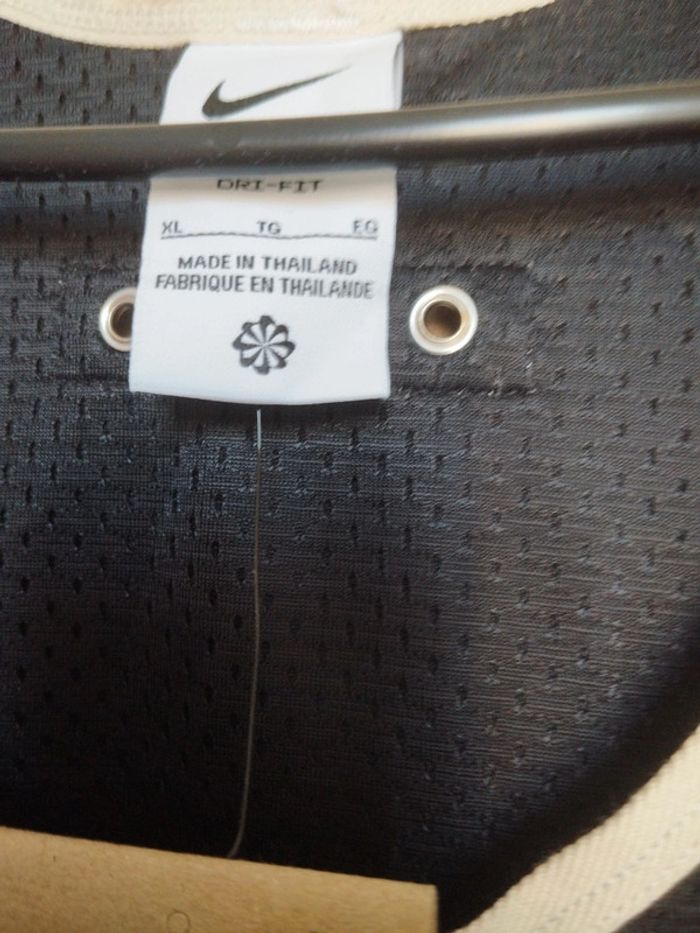 DRI-FIT
XL TG EG
MADE IN THAILAND
FABRIQUE EN THAILANDE